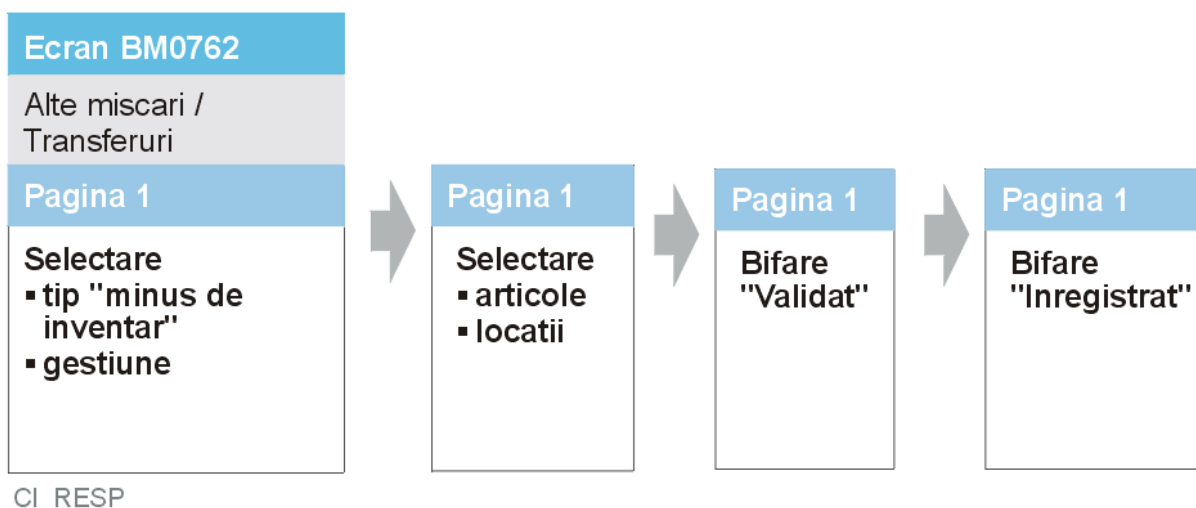 Ecran BM0762
Alte miscari /
Transferuri
Pagina 1
Selectare
▪ tip "minus de
inventar"
▪ gestiune
Pagina 1
Selectare
▪ articole
▪ locatii
Pagina 1
Bifare
"Validat"
Pagina 1
Bifare
"Inregistrat"
CI RESP